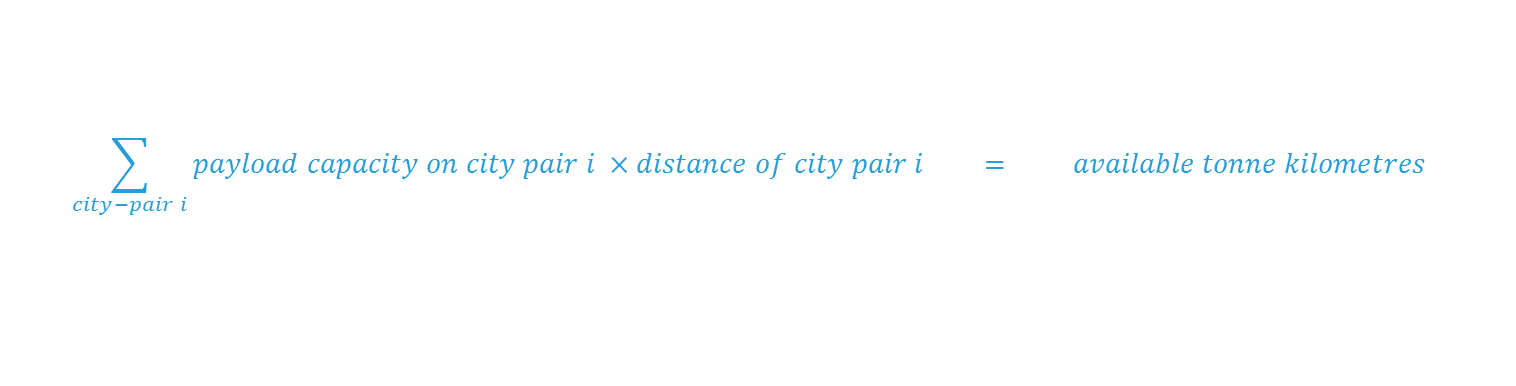 ∑ payload capacity on city pair i × distance of city pair i = available tonne kilometres
city−pair i